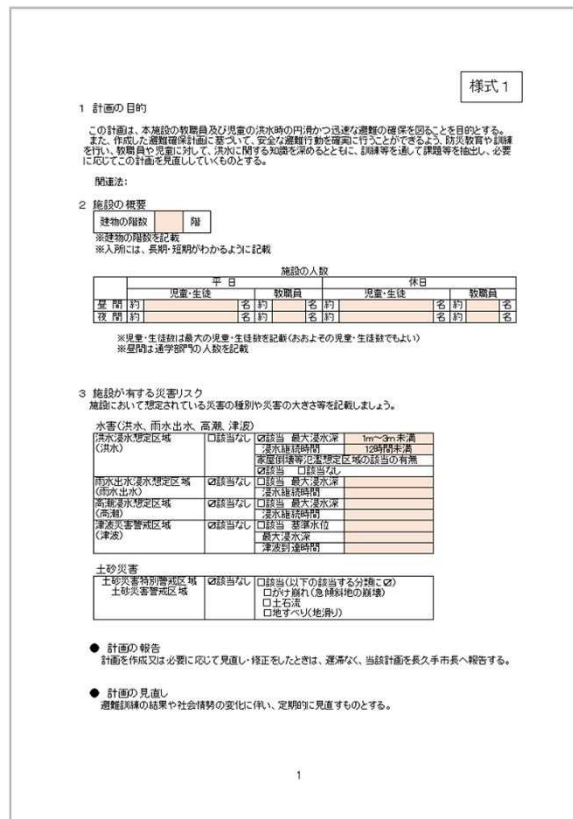 様式1
1 計画の目的
この計画は、本施設の教職員及び児童の洪水時の円滑かつ迅速な避難の確保を図ることを目的とする。
また、作成した避難確保計画に基づいて、安全な避難行動を確実に行うことができるよう、防災教育や訓練
を行い、教職員や児童に対して、洪水に関する知識を深めるとともに、訓練等を通して課題等を抽出し、必要
に応じてこの計画を見直ししていくものとする。
関連法:
2 施設の概要
建物の階数 階
※建物の階数を記載
※入所には、長期・短期がわかるように記載
施設の人数
平日 休日
児童・生徒 教職員 児童・生徒 教職員
昼間 約 名 約 名 約 名 約 名
夜間 約 名 約 名 約 名 約 名
※児童・生徒数は最大の児童・生徒数を記載(おおよその児童・生徒数でもよい)
※昼間は通学部門の人数を記載
3 施設が有する災害リスク
施設において想定されている災害の種別や災害の大きさ等を記載しましょう。
水害(洪水、雨水出水、高潮、津波)
洪水浸水想定区域 □該当なし ☑該当 最大浸水深 1m～3m未満
(洪水) 浸水継続時間 12時間未満
家屋倒壊等氾濫想定区域の該当の有無
☑該当 □該当なし
雨水出水浸水想定区域 ☑該当なし □該当 最大浸水深
(雨水出水) 浸水継続時間
高潮浸水想定区域 ☑該当なし □該当 最大浸水深
(高潮) 浸水継続時間
津波災害警戒区域 ☑該当なし □該当 基準水位
(津波) 最大浸水深
津波到達時間
土砂災害
土砂災害特別警戒区域 ☑該当なし □該当(以下の該当する分類に☑)
土砂災害警戒区域 □がけ崩れ(急傾斜地の崩壊)
□土石流
□地すべり(地滑り)
● 計画の報告
計画を作成又は必要に応じて見直し・修正をしたときは、遅滞なく、当該計画を長久手市長へ報告する。
● 計画の見直し
避難訓練の結果や社会情勢の変化に伴い、定期的に見直すものとする。
1